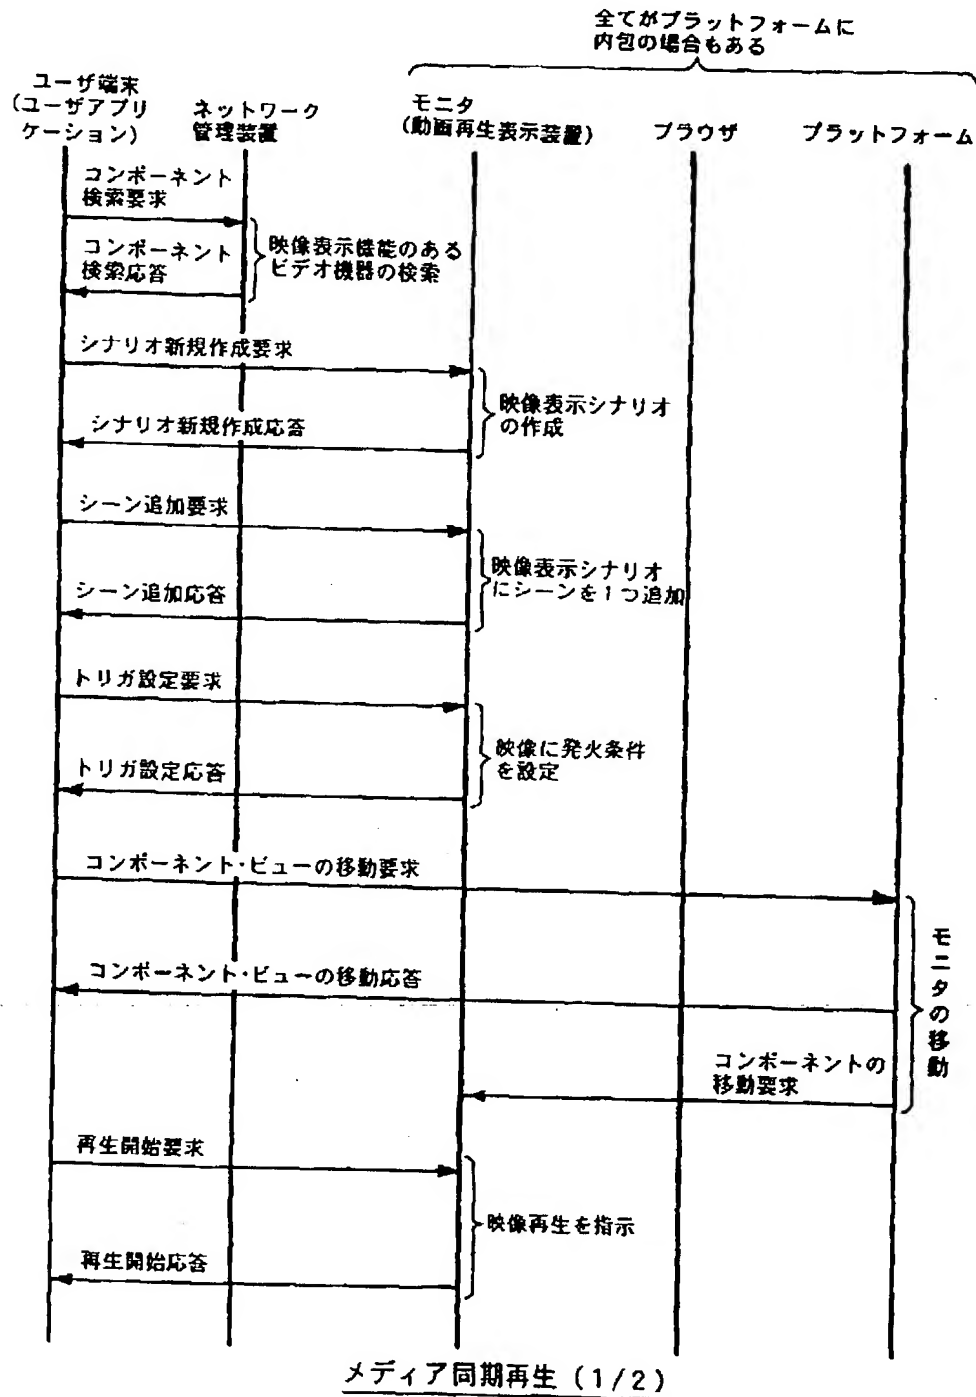 全てがプラットフォームに
内包の場合もある
ユーザ端末
(ユーザアプリ
ケーション)
ネットワーク
管理装置
モニタ
(動画再生表示装置)
ブラウザ
プラットフォーム
コンポーネント
検索要求
コンポーネント
検索応答
映像表示機能のある
ビデオ機器の検索
シナリオ新規作成要求
シナリオ新規作成応答
映像表示シナリオ
の作成
シーン追加要求
シーン追加応答
映像表示シナリオ
にシーンを1つ追加
トリガ設定要求
トリガ設定応答
映像に発火条件
を設定
コンポーネント・ビューの移動要求
コンポーネント・ビューの移動応答
モニタの移動
コンポーネントの
移動要求
再生開始要求
再生開始応答
映像再生を指示
メディア同期再生 (1/2)